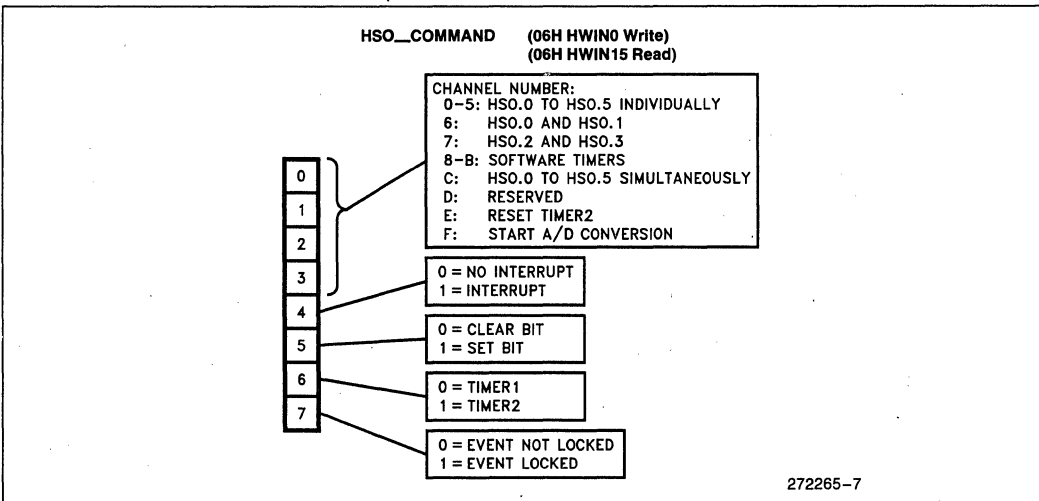 HSO__COMMAND (06H HWIN0 Write)
(06H HWIN15 Read)
CHANNEL NUMBER:
0-5: HSO.0 TO HSO.5 INDIVIDUALLY
6: HSO.0 AND HSO.1
7: HSO.2 AND HSO.3
8-B: SOFTWARE TIMERS
C: HSO.0 TO HSO.5 SIMULTANEOUSLY
D: RESERVED
E: RESET TIMER2
F: START A/D CONVERSION
0
1
2
3
4
5
6
7
0 = NO INTERRUPT
1 = INTERRUPT
0 = CLEAR BIT
1 = SET BIT
0 = TIMER1
1 = TIMER2
0 = EVENT NOT LOCKED
1 = EVENT LOCKED
272265-7